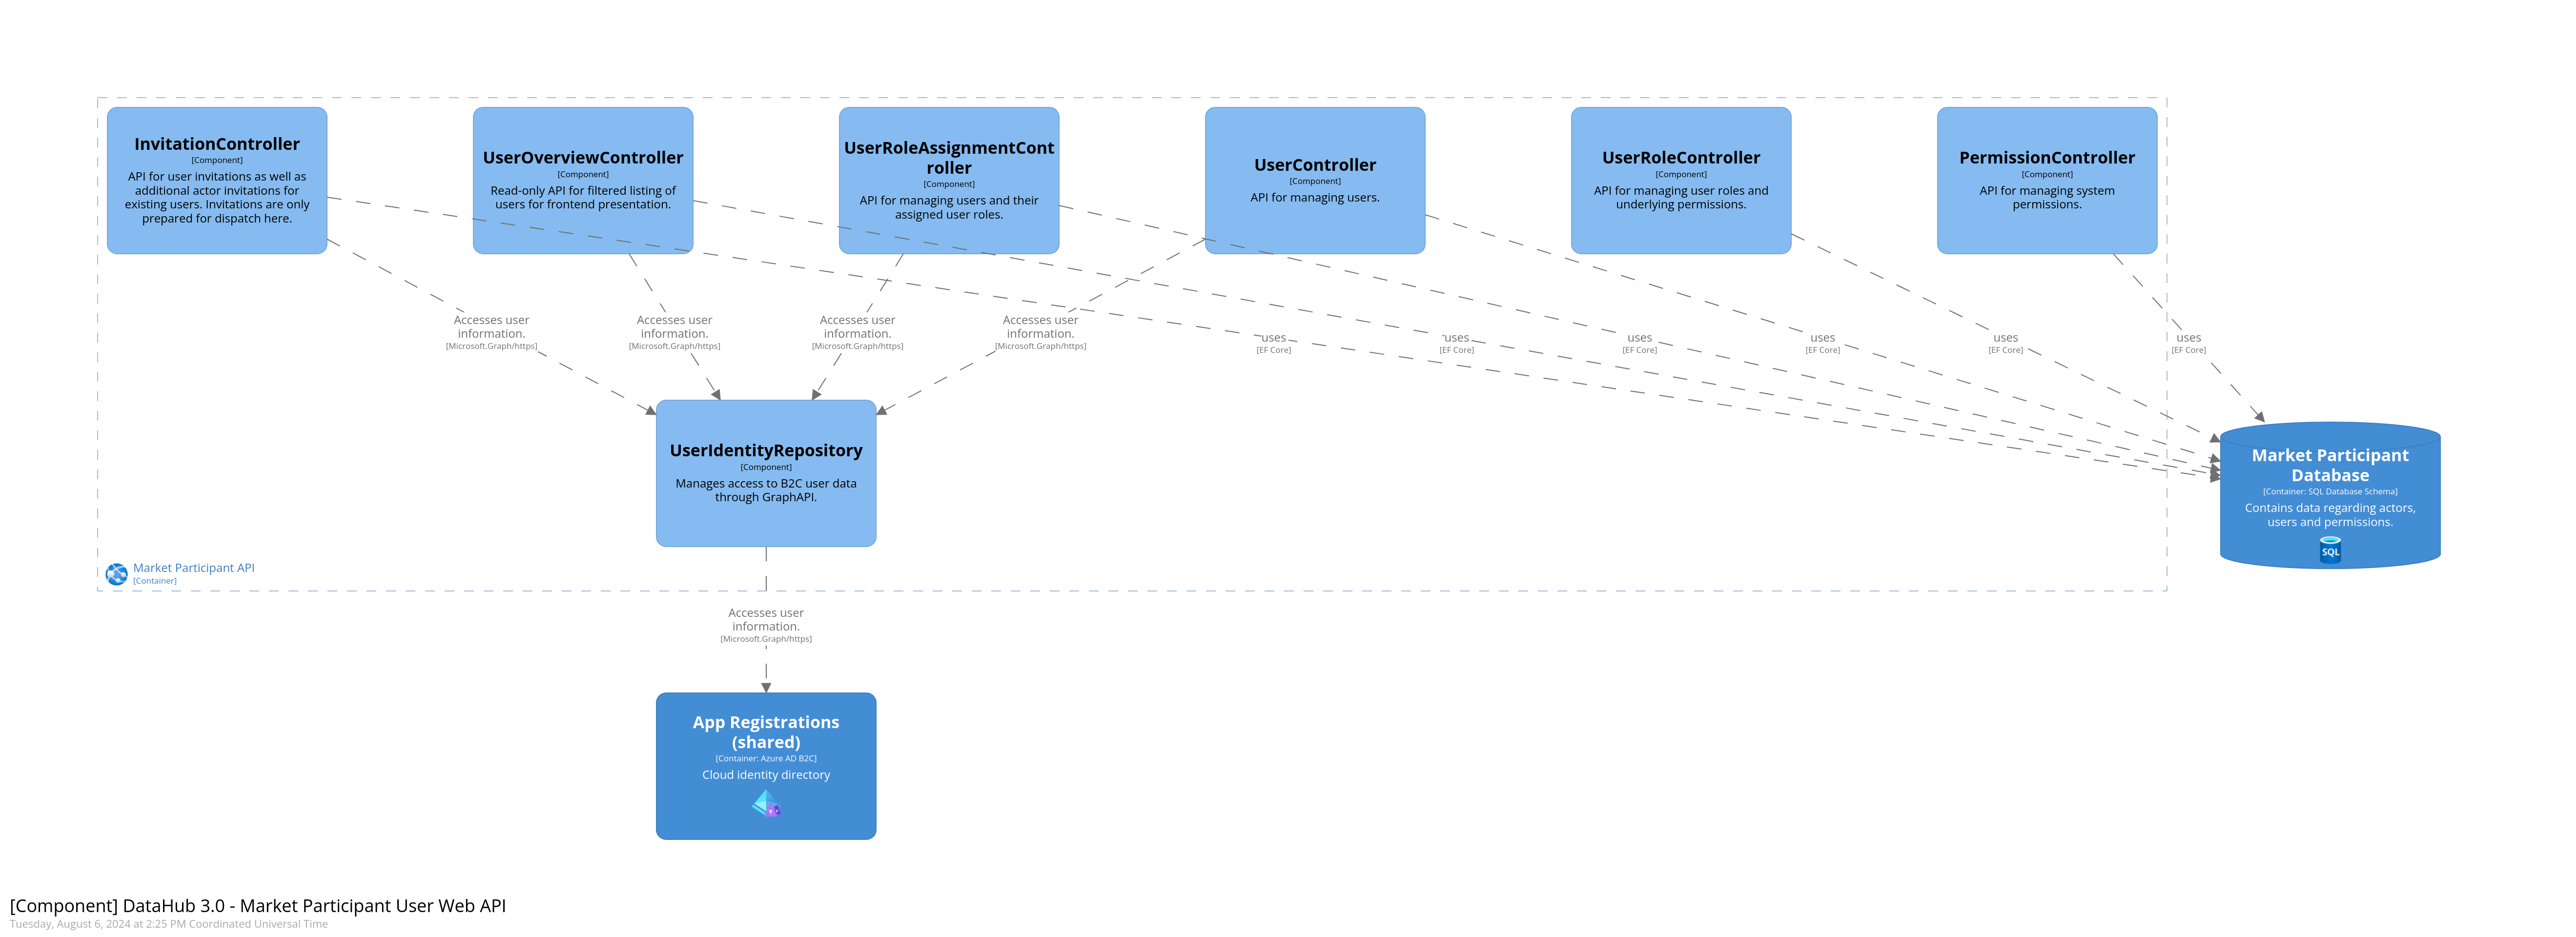 InvitationController
[Component]
API for user invitations as well as
additional actor invitations for
existing users. Invitations are only
prepared for dispatch here.
UserOverviewController
[Component]
Read-only API for filtered listing of
users for frontend presentation.
UserRoleAssignmentCont
roller
[Component]
API for managing users and their
assigned user roles.
UserController
[Component]
API for managing users.
UserRoleController
[Component]
API for managing user roles and
underlying permissions.
PermissionController
[Component]
API for managing system
permissions.
Accesses user
information.
[Microsoft.Graph/https]
Accesses user
information.
[Microsoft.Graph/https]
Accesses user
information.
[Microsoft.Graph/https]
Accesses user
information.
[Microsoft.Graph/https]
uses
[EF Core]
uses
[EF Core]
uses
[EF Core]
uses
[EF Core]
uses
[EF Core]
uses
[EF Core]
UserIdentityRepository
[Component]
Manages access to B2C user data
through GraphAPI.
Market Participant
Database
[Container: SQL Database Schema]
Contains data regarding actors,
users and permissions.
SQL
Market Participant API
[Container]
Accesses user
information.
[Microsoft.Graph/https]
App Registrations
(shared)
[Container: Azure AD B2C]
Cloud identity directory
[Component] DataHub 3.0 - Market Participant User Web API
Tuesday, August 6, 2024 at 2:25 PM Coordinated Universal Time